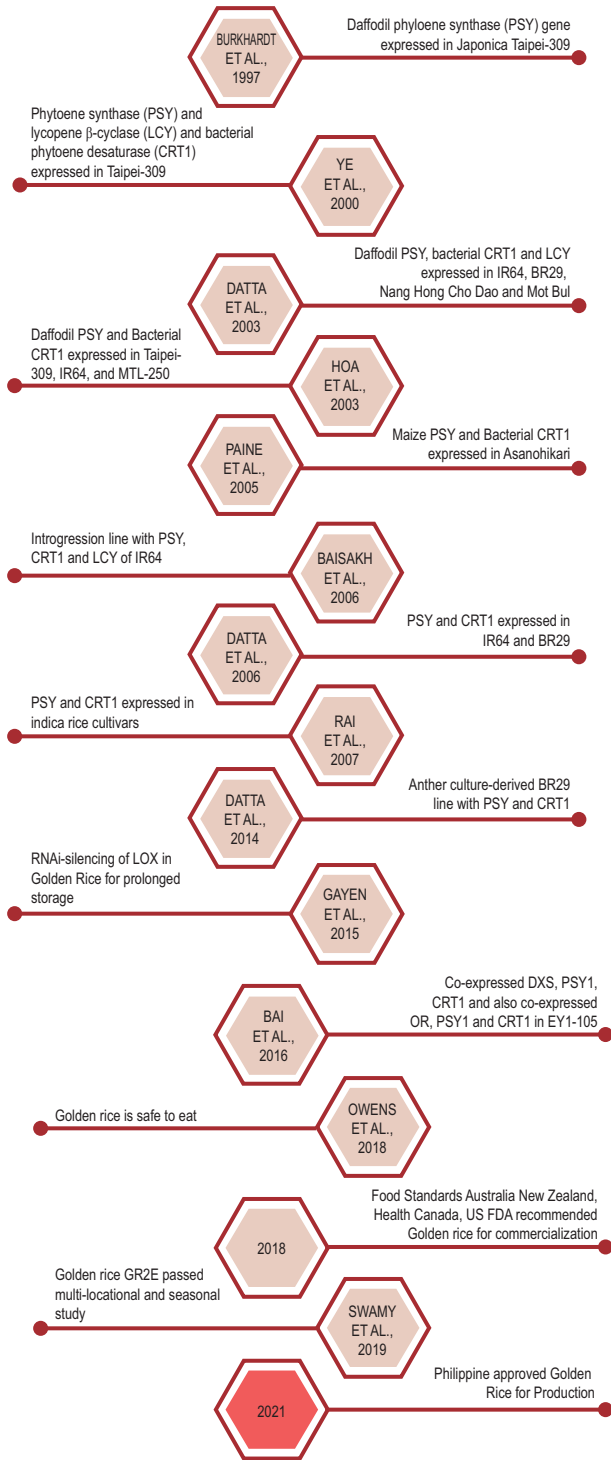 BURKHARDT
ET AL.,
1997
Daffodil phyloene synthase (PSY) gene
expressed in Japonica Taipei-309
Phytoene synthase (PSY) and
lycopene β-cyclase (LCY) and bacterial
phytoene desaturase (CRT1)
expressed in Taipei-309
YE
ET AL.,
2000
DATTA
ET AL.,
2003
Daffodil PSY, bacterial CRT1 and LCY
expressed in IR64, BR29,
Nang Hong Cho Dao and Mot Bul
Daffodil PSY and Bacterial
CRT1 expressed in Taipei-
309, IR64, and MTL-250
HOA
ET AL.,
2003
PAINE
ET AL.,
2005
Maize PSY and Bacterial CRT1
expressed in Asanohikari
Introgression line with PSY,
CRT1 and LCY of IR64
BAISAKH
ET AL.,
2006
DATTA
ET AL.,
2006
PSY and CRT1 expressed in
IR64 and BR29
PSY and CRT1 expressed in
indica rice cultivars
RAI
ET AL.,
2007
DATTA
ET AL.,
2014
Anther culture-derived BR29
line with PSY and CRT1
RNAi-silencing of LOX in
Golden Rice for prolonged
storage
GAYEN
ET AL.,
2015
BAI
ET AL.,
2016
Co-expressed DXS, PSY1,
CRT1 and also co-expressed
OR, PSY1 and CRT1 in EY1-105
Golden rice is safe to eat
OWENS
ET AL.,
2018
2018
Food Standards Australia New Zealand,
Health Canada, US FDA recommended
Golden rice for commercialization
Golden rice GR2E passed
multi-locational and seasonal
study
SWAMY
ET AL.,
2019
2021
Philippine approved Golden
Rice for Production